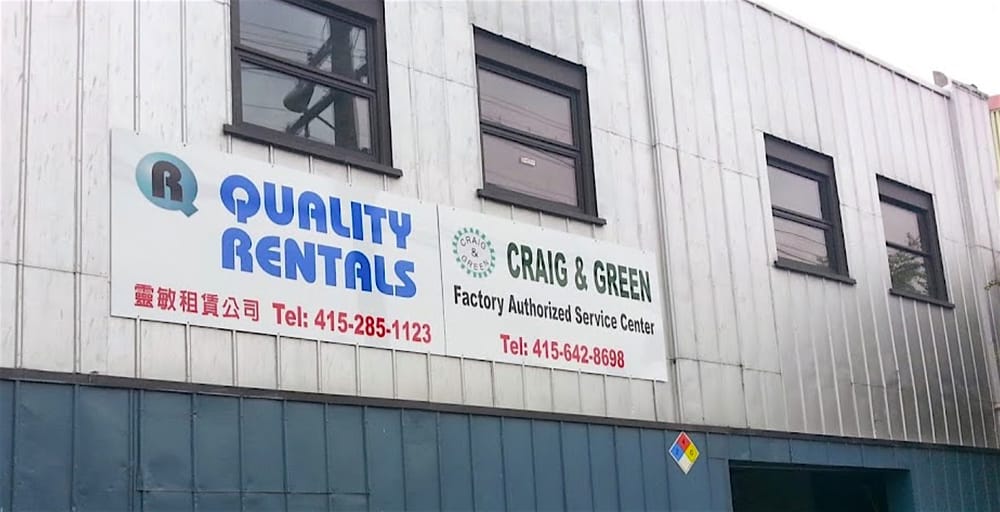 R
QUALITY
RENTALS
靈敏租賃公司 Tel: 415-285-1123
CRAIG
&
GREEN
CRAIG & GREEN
Factory Authorized Service Center
Tel: 415-642-8698